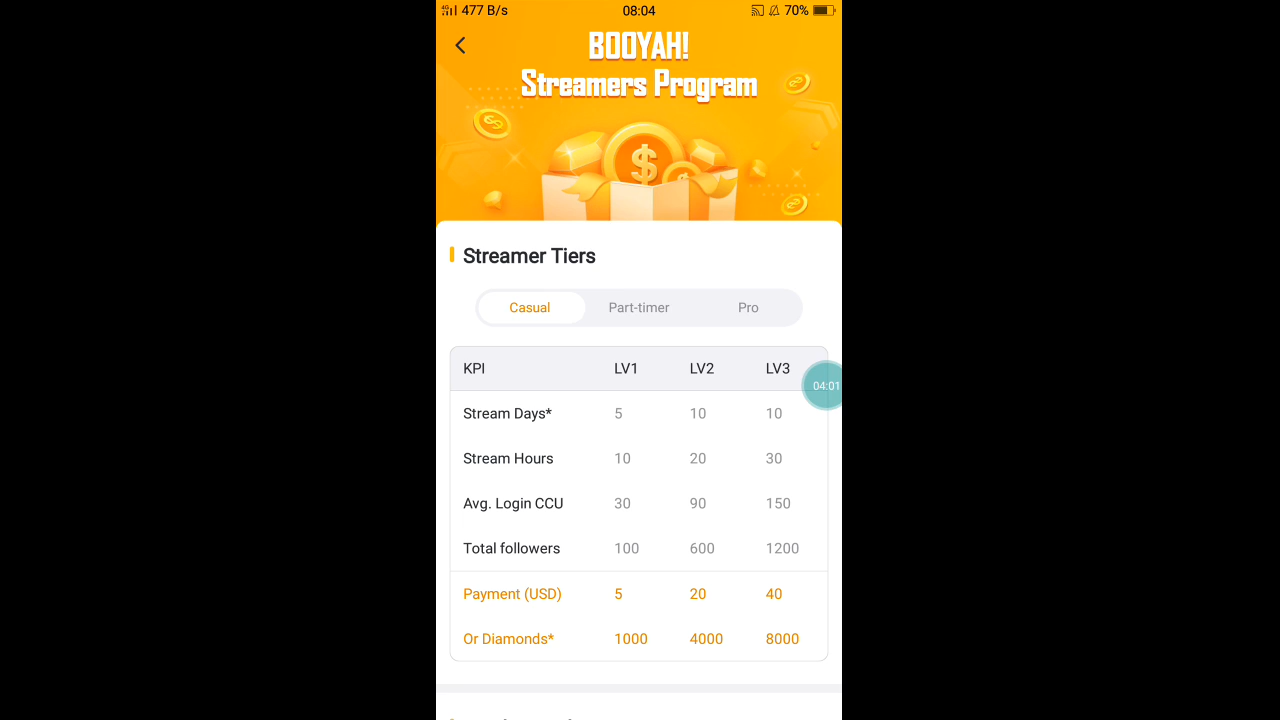 4G 477 B/s 08:04 70%
BOOYAH!
Streamers Program
Streamer Tiers
Casual Part-timer Pro
KPI LV1 LV2 LV3
04:01
Stream Days* 5 10 10
Stream Hours 10 20 30
Avg. Login CCU 30 90 150
Total followers 100 600 1200
Payment (USD) 5 20 40
Or Diamonds* 1000 4000 8000